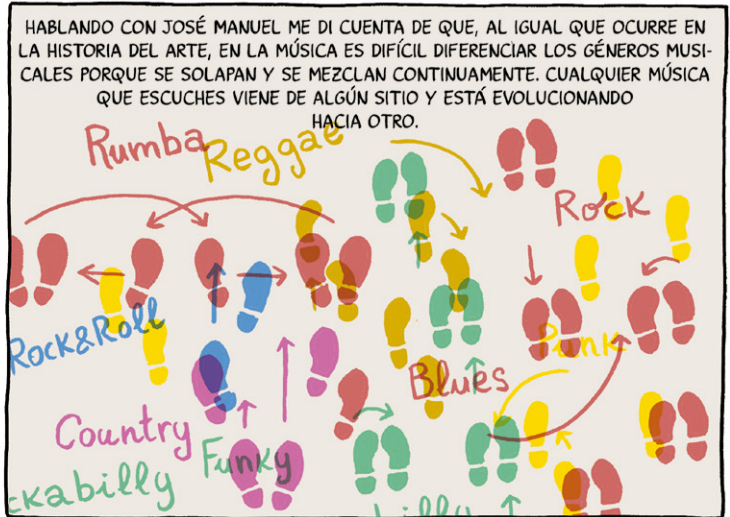 HABLANDO CON JOSÉ MANUEL ME DI CUENTA DE QUE, AL IGUAL QUE OCURRE EN
LA HISTORIA DEL ARTE, EN LA MÚSICA ES DIFÍCIL DIFERENCIAR LOS GÉNEROS MUSI-
CALES PORQUE SE SOLAPAN Y SE MEZCLAN CONTINUAMENTE. CUALQUIER MÚSICA
QUE ESCUCHES VIENE DE ALGÚN SITIO Y ESTÁ EVOLUCIONANDO
HACIA OTRO.
Rumba
Reggae
Rock
Rock&Roll
Punk
Blues
Country
Funky
ckabilly
billy